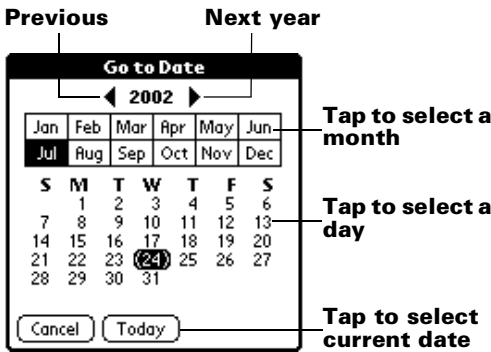 Previous Next year
Go to Date
2002
Jan Feb Mar Apr May Jun
Tap to select a
month
Jul Aug Sep Oct Nov Dec
S M T W T F S
1 2 3 4 5 6
Tap to select a
day
7 8 9 10 11 12 13
14 15 16 17 18 19 20
21 22 23 24 25 26 27
28 29 30 31
Cancel Today
Tap to select
current date